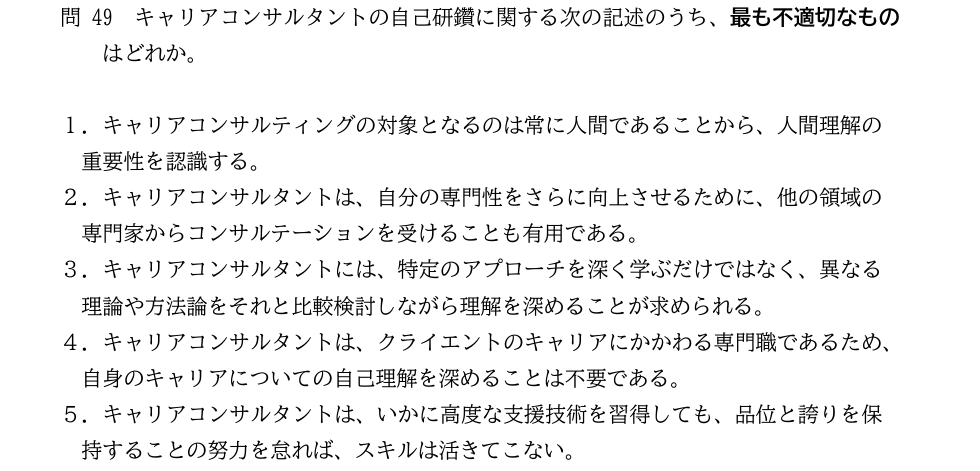 問 49　キャリアコンサルタントの自己研鑽に関する次の記述のうち、最も不適切なもの
はどれか。
１．キャリアコンサルティングの対象となるのは常に人間であることから、人間理解の
重要性を認識する。
２．キャリアコンサルタントは、自分の専門性をさらに向上させるために、他の領域の
専門家からコンサルテーションを受けることも有用である。
３．キャリアコンサルタントには、特定のアプローチを深く学ぶだけではなく、異なる
理論や方法論をそれと比較検討しながら理解を深めることが求められる。
４．キャリアコンサルタントは、クライエントのキャリアにかかわる専門職であるため、
自身のキャリアについての自己理解を深めることは不要である。
５．キャリアコンサルタントは、いかに高度な支援技術を習得しても、品位と誇りを保
持することの努力を怠れば、スキルは活きてこない。